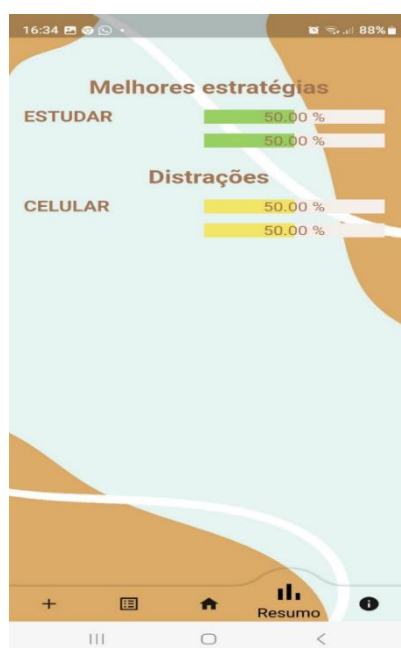 16:34 88%
Melhores estratégias
ESTUDAR 50.00 %
50.00 %
Distrações
CELULAR 50.00 %
50.00 %
Resumo